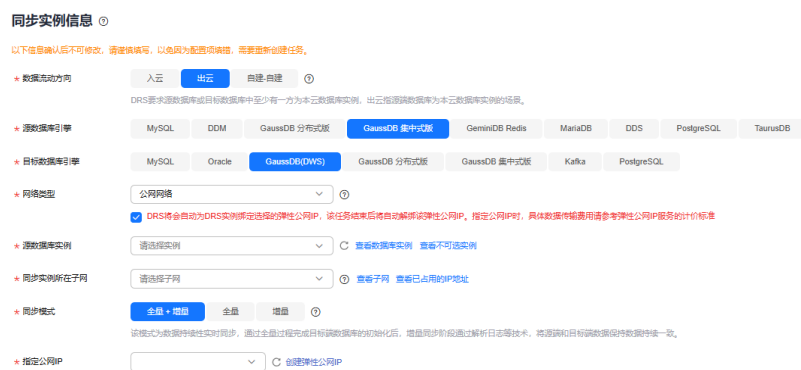 同步实例信息
以下信息确认后不可修改，请谨慎填写，以免因为配置项填错，需要重新创建任务。
* 数据流动方向 入云 出云 自建-自建
DRS要求源数据库或目标数据库中至少有一方为本云数据库实例，出云指源端数据库为本云数据库实例的场景。
* 源数据库引擎 MySQL DDM GaussDB 分布式版 GaussDB 集中式版 GeminiDB Redis MariaDB DDS PostgreSQL TaurusDB
* 目标数据库引擎 MySQL Oracle GaussDB(DWS) GaussDB 分布式版 GaussDB 集中式版 Kafka PostgreSQL
* 网络类型 公网网络
DRS将会自动为DRS实例绑定选择的弹性公网IP，该任务结束后将自动解绑该弹性公网IP。指定公网IP时，具体数据传输费用请参考弹性公网IP服务的计价标准
* 源数据库实例 请选择实例 查看数据库实例 查看不可选实例
* 同步实例所在子网 请选择子网 查看子网 查看已占用的IP地址
* 同步模式 全量 + 增量 全量 增量
该模式为数据持续性实时同步，通过全量过程完成目标端数据库的初始化后，增量同步阶段通过解析日志等技术，将源端和目标端数据保持数据持续一致。
* 指定公网IP 创建弹性公网IP